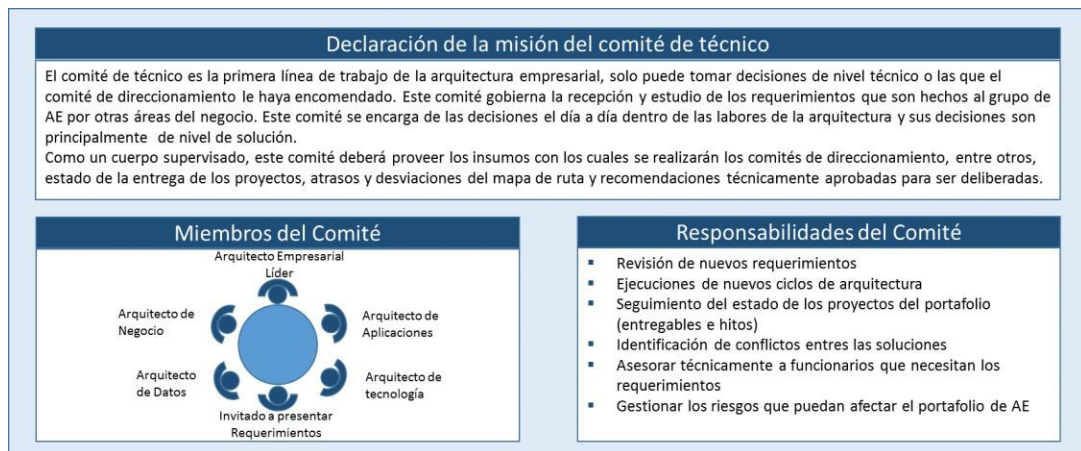 Declaración de la misión del comité de técnico
El comité de técnico es la primera línea de trabajo de la arquitectura empresarial, solo puede tomar decisiones de nivel técnico o las que el
comité de direccionamiento le haya encomendado. Este comité gobierna la recepción y estudio de los requerimientos que son hechos al grupo de
AE por otras áreas del negocio. Este comité se encarga de las decisiones el día a día dentro de las labores de la arquitectura y sus decisiones son
principalmente de nivel de solución.
Como un cuerpo supervisado, este comité deberá proveer los insumos con los cuales se realizarán los comités de direccionamiento, entre otros,
estado de la entrega de los proyectos, atrasos y desviaciones del mapa de ruta y recomendaciones técnicamente aprobadas para ser deliberadas.
Miembros del Comité
Arquitecto Empresarial
Líder
Arquitecto de
Negocio
Arquitecto de
Aplicaciones
Arquitecto
de Datos
Arquitecto de
tecnología
Invitado a presentar
Requerimientos
Responsabilidades del Comité
▪ Revisión de nuevos requerimientos
▪ Ejecuciones de nuevos ciclos de arquitectura
▪ Seguimiento del estado de los proyectos del portafolio
(entregables e hitos)
▪ Identificación de conflictos entres las soluciones
▪ Asesorar técnicamente a funcionarios que necesitan los
requerimientos
▪ Gestionar los riesgos que puedan afectar el portafolio de AE